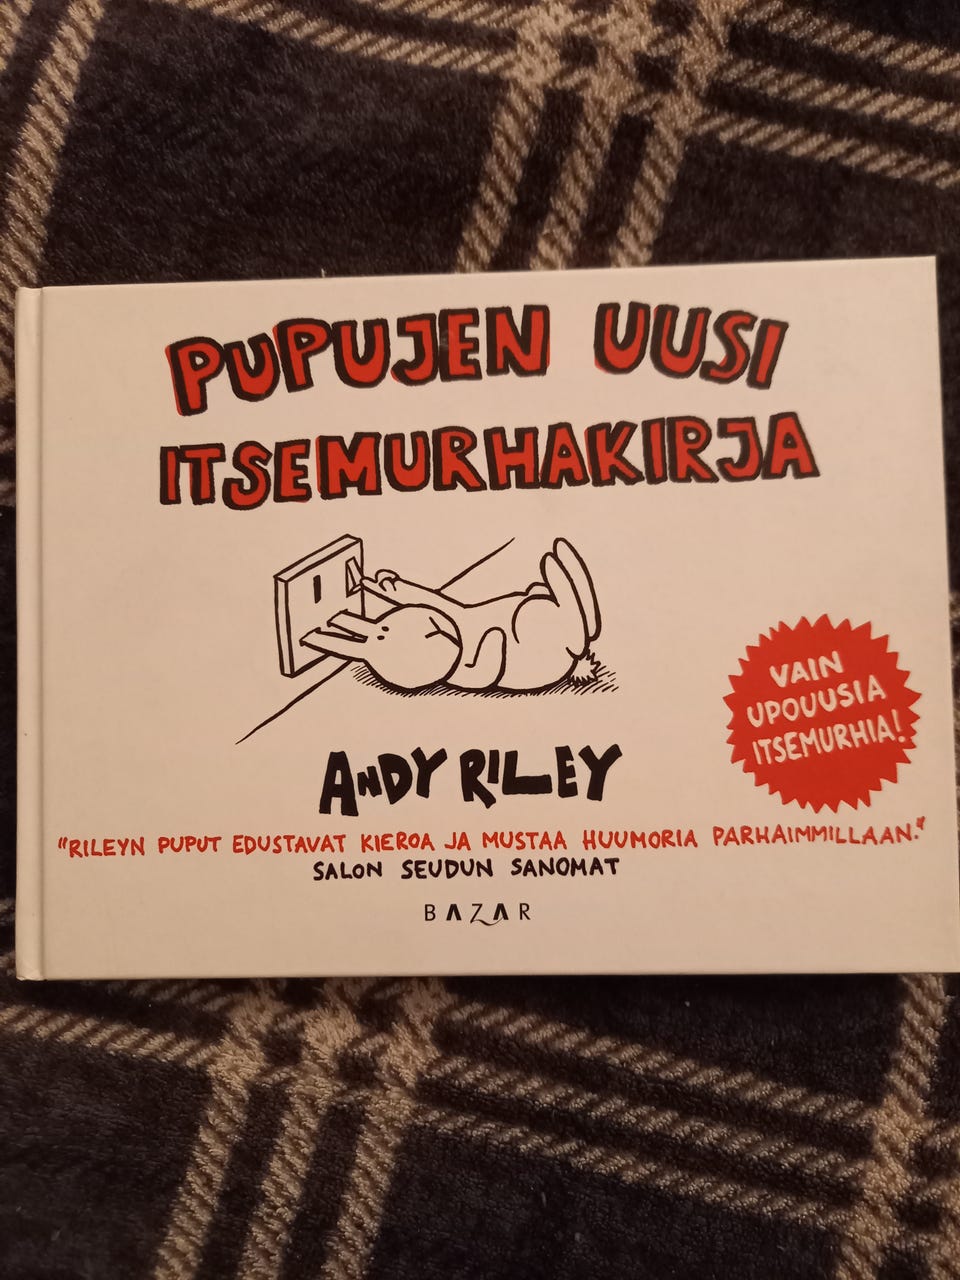 PUPUJEN UUSI
ITSEMURHAKIRJA
VAIN
UPOUUSIA
ITSEMURHIA!
ANDY RILEY
"RILEYN PUPUT EDUSTAVAT KIEROA JA MUSTAA HUUMORIA PARHAIMMILLAAN."
SALON SEUDUN SANOMAT
BAZAR